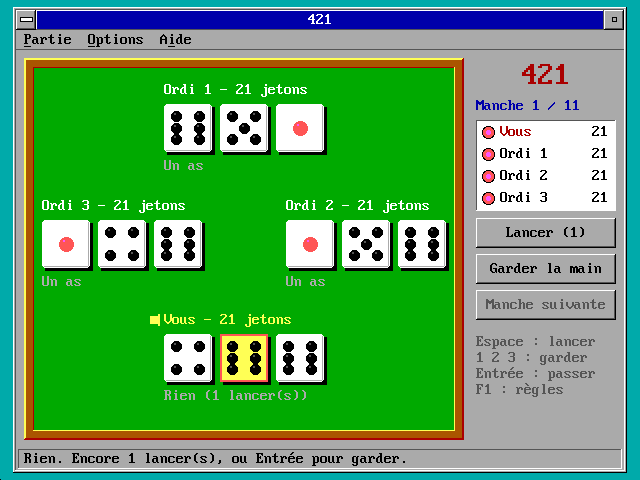 421
Partie Options Aide
Ordi 1 - 21 jetons
Un as
Ordi 3 - 21 jetons
Un as
Ordi 2 - 21 jetons
Un as
Vous - 21 jetons
Rien (1 lancer(s))
421
Manche 1 / 11
Vous 21
Ordi 1 21
Ordi 2 21
Ordi 3 21
Lancer (1)
Garder la main
Manche suivante
Espace : lancer
1 2 3 : garder
Entrée : passer
F1 : règles
Rien. Encore 1 lancer(s), ou Entrée pour garder.